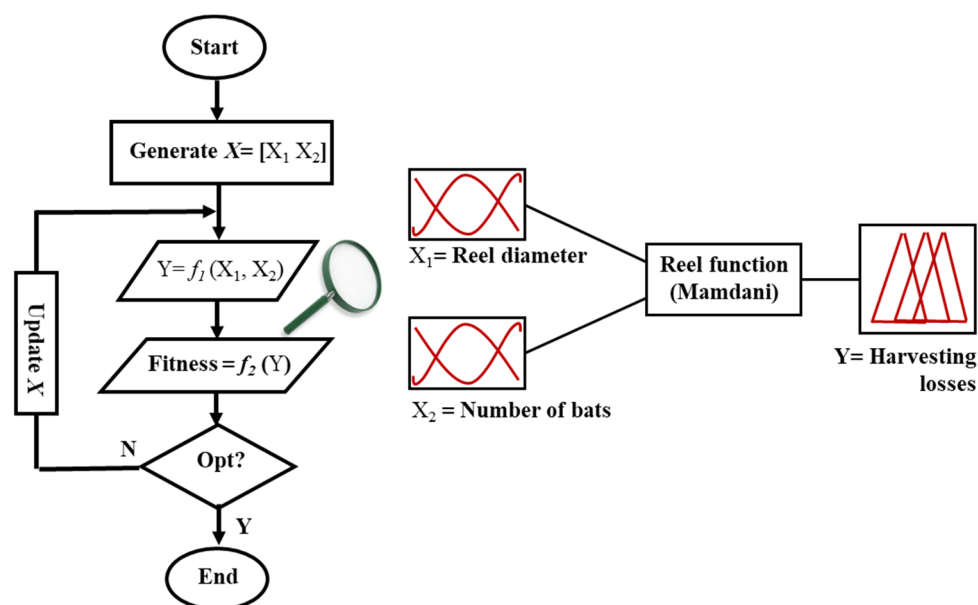 Start
Generate X= [X₁ X₂]
Y= f₁ (X₁, X₂)
Fitness = f₂ (Y)
Update X
Opt?
N
Y
End
X₁= Reel diameter
X₂ = Number of bats
Reel function
(Mamdani)
Y= Harvesting
losses